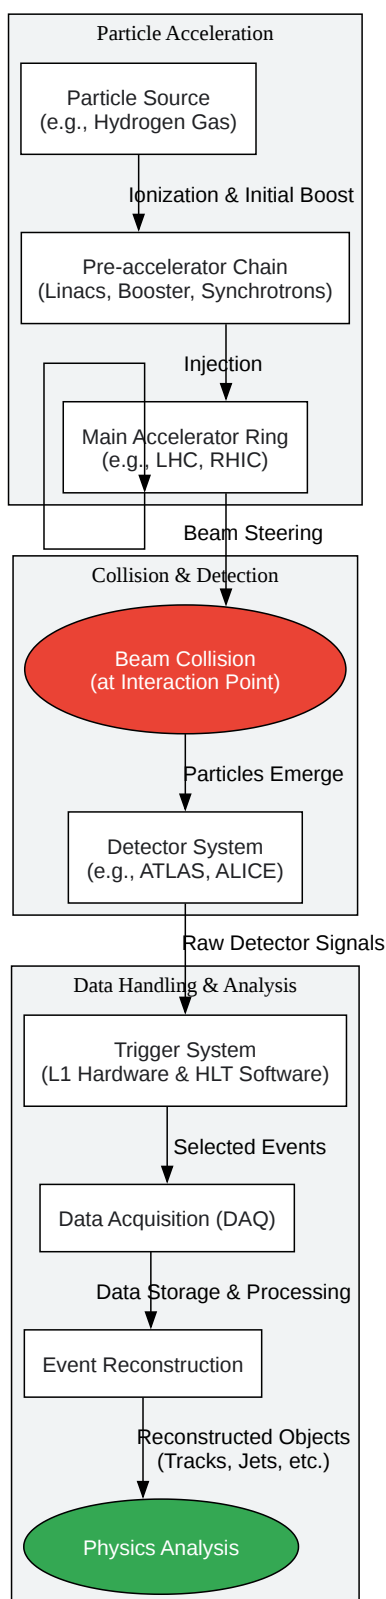 Particle Acceleration
Particle Source
(e.g., Hydrogen Gas)
Ionization & Initial Boost
Pre-accelerator Chain
(Linacs, Booster, Synchrotrons)
Injection
Main Accelerator Ring
(e.g., LHC, RHIC)
Beam Steering
Collision & Detection
Beam Collision
(at Interaction Point)
Particles Emerge
Detector System
(e.g., ATLAS, ALICE)
Raw Detector Signals
Data Handling & Analysis
Trigger System
(L1 Hardware & HLT Software)
Selected Events
Data Acquisition (DAQ)
Data Storage & Processing
Event Reconstruction
Reconstructed Objects
(Tracks, Jets, etc.)
Physics Analysis